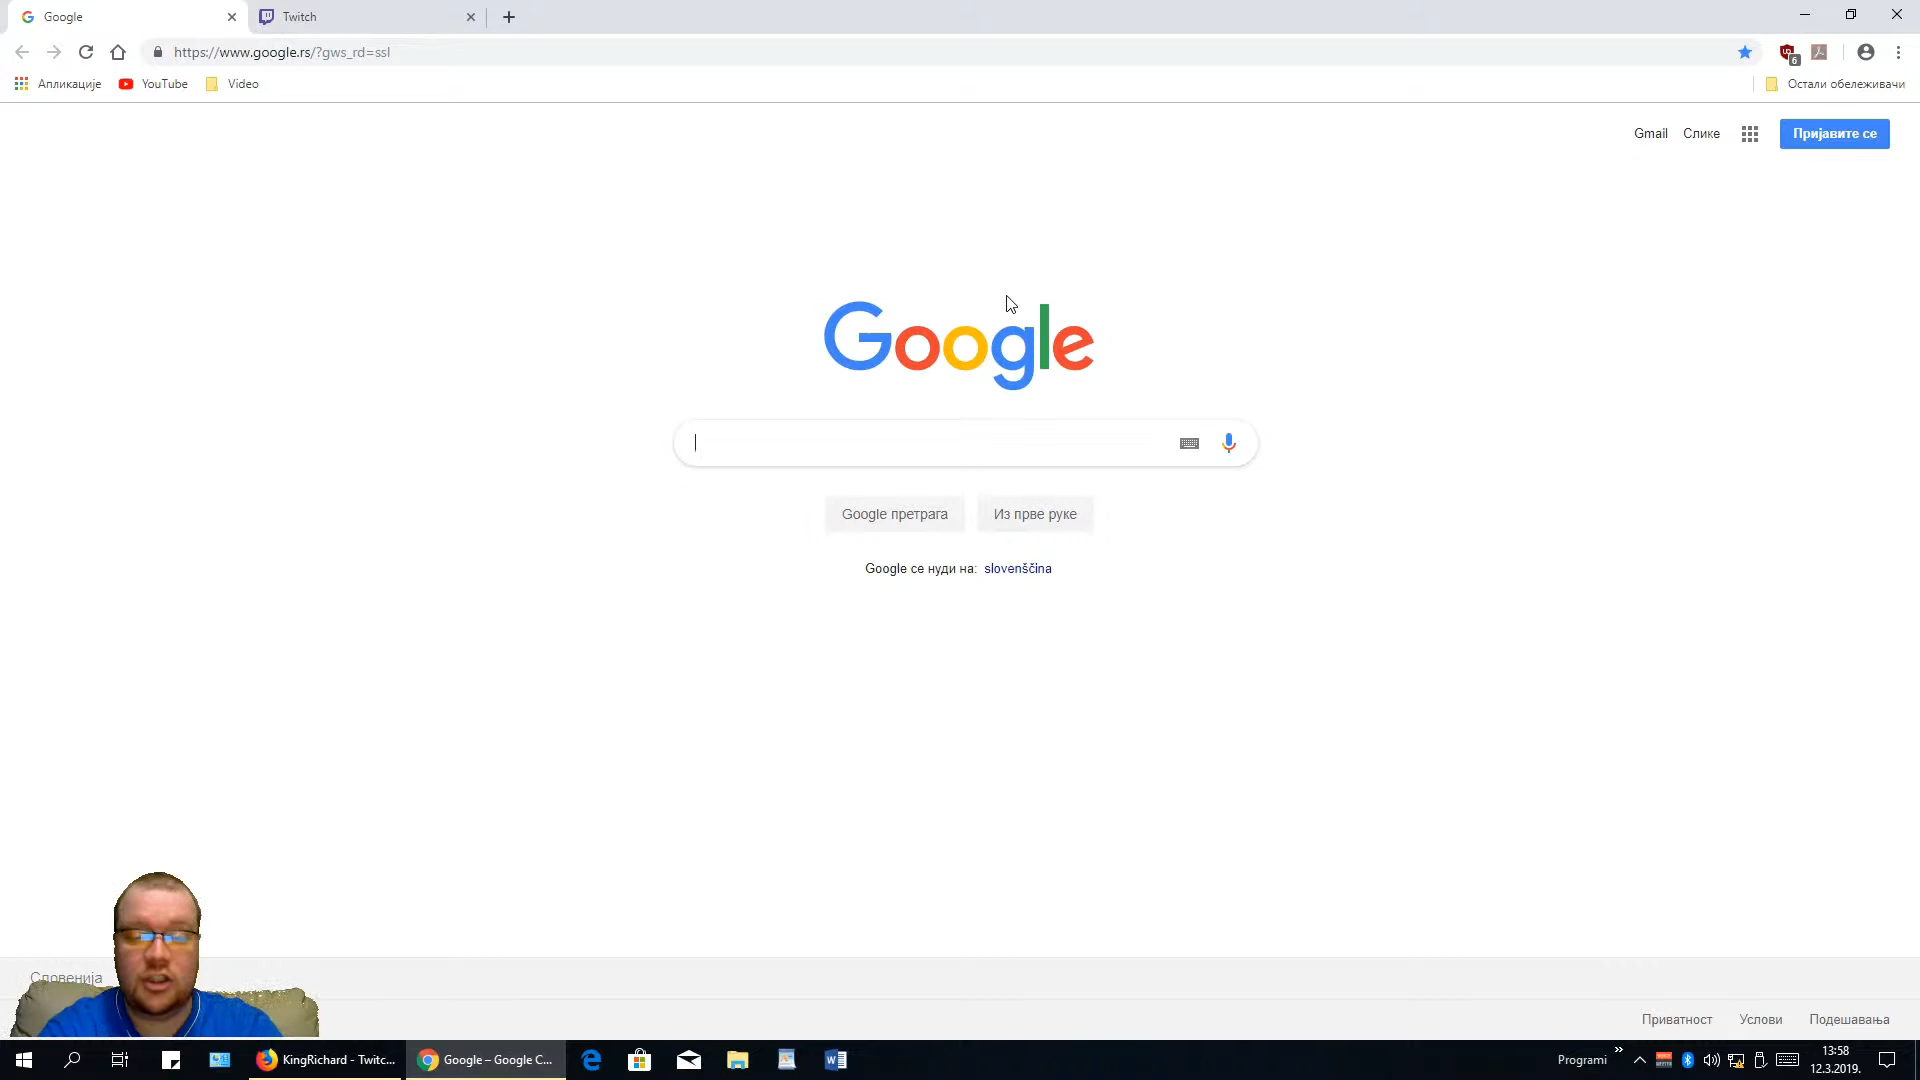 Google
Twitch
https://www.google.rs/?gws_rd=ssl
6
Апликације
YouTube
Video
Остали обележивачи
Gmail
Слике
Пријавите се
Google
Google претрага
Из прве руке
Google се нуди на: slovenščina
Словенија
Приватност
Услови
Подешавања
KingRichard - Twitc...
Google – Google C...
Programi
13:58
12.3.2019.